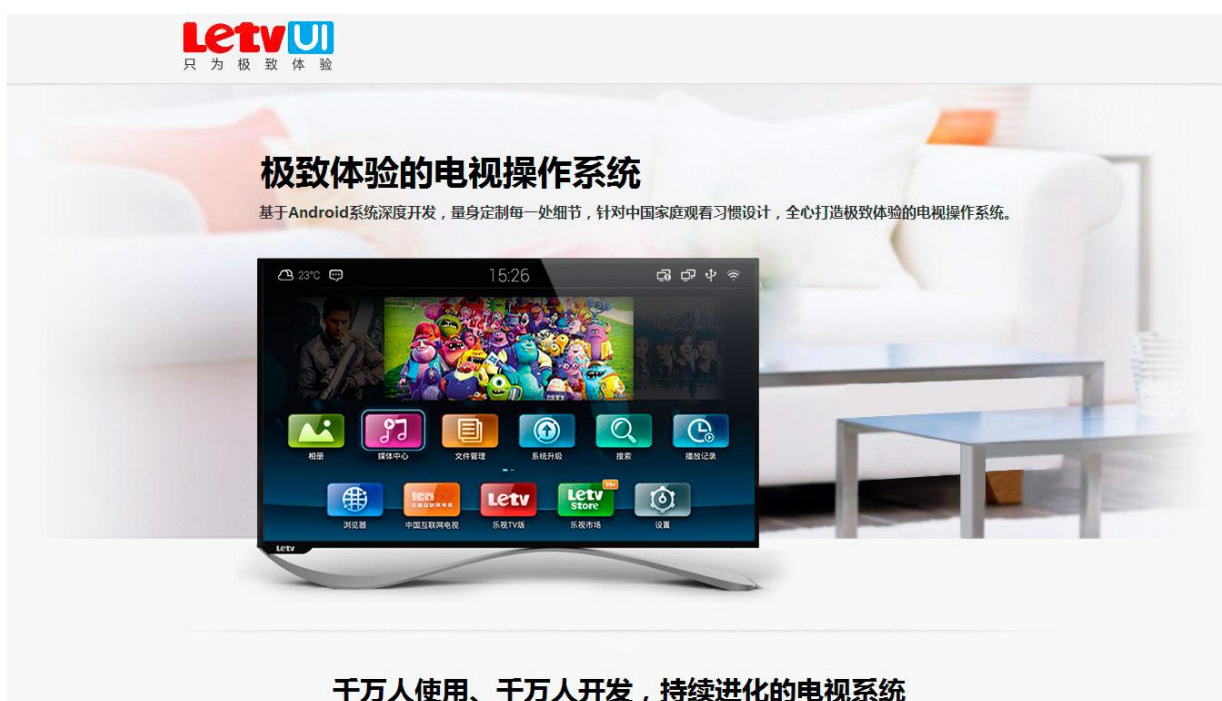 Letv UI
只为极致体验
极致体验的电视操作系统
基于Android系统深度开发，量身定制每一处细节，针对中国家庭观看习惯设计，全心打造极致体验的电视操作系统。
23°C 15:26
相册 媒体中心 文件管理 系统升级 搜索 播放记录
99+
Letv Letv Store
浏览器 中国互联网电视 乐视TV版 乐视市场 设置
Letv
千万人使用、千万人开发，持续进化的电视系统